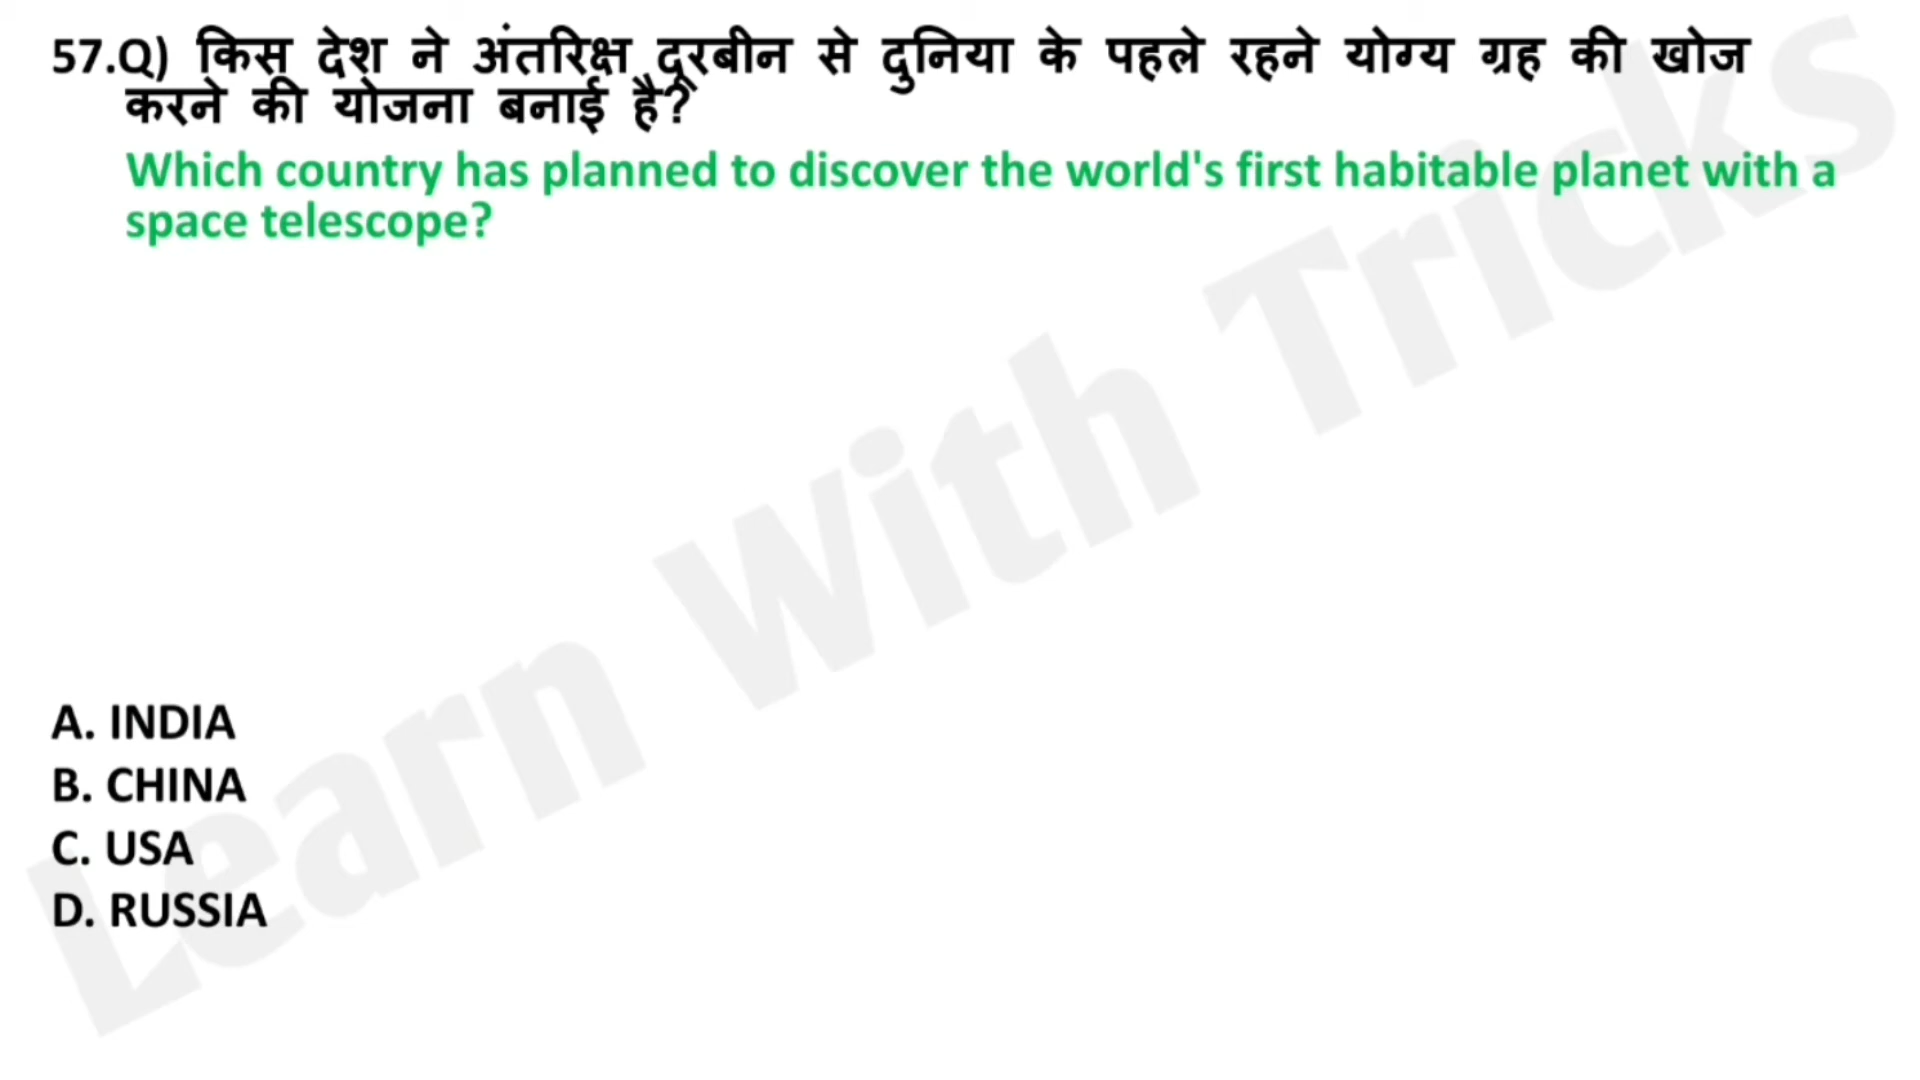 57.Q) किस देश ने अंतरिक्ष दूरबीन से दुनिया के पहले रहने योग्य ग्रह की खोज
करने की योजना बनाई है?
Which country has planned to discover the world's first habitable planet with a
space telescope?
Learn With Tricks
A. INDIA
B. CHINA
C. USA
D. RUSSIA